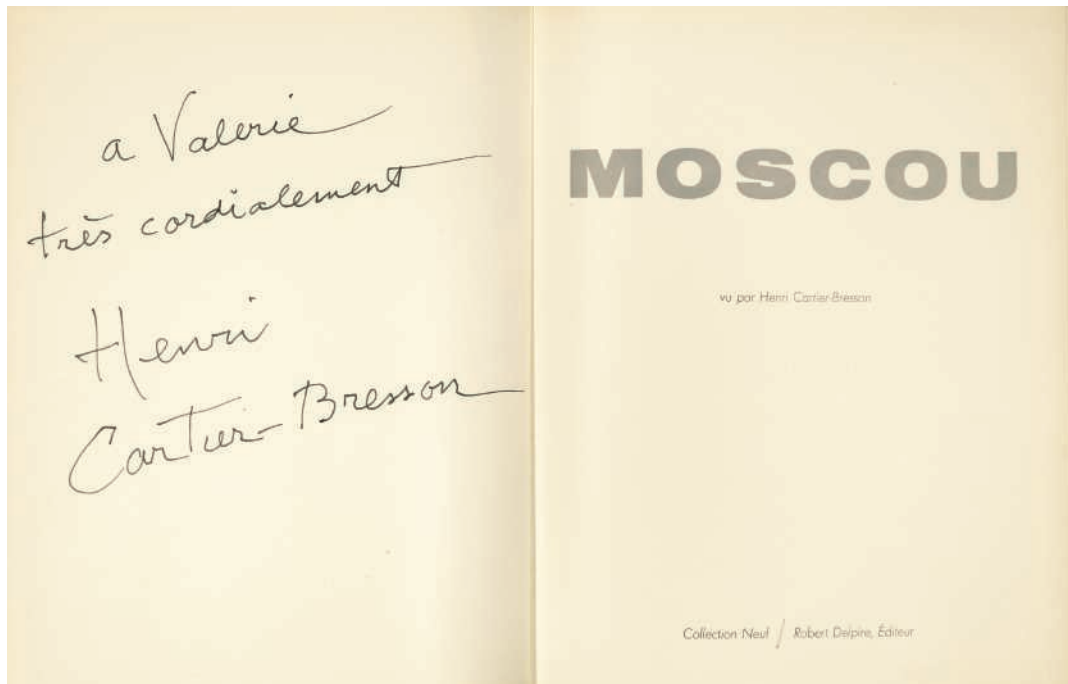 a Valerie
très cordialement
Henri
Cartier-Bresson
MOSCOU
vu par Henri Cartier-Bresson
Collection Neuf / Robert Delpire, Éditeur